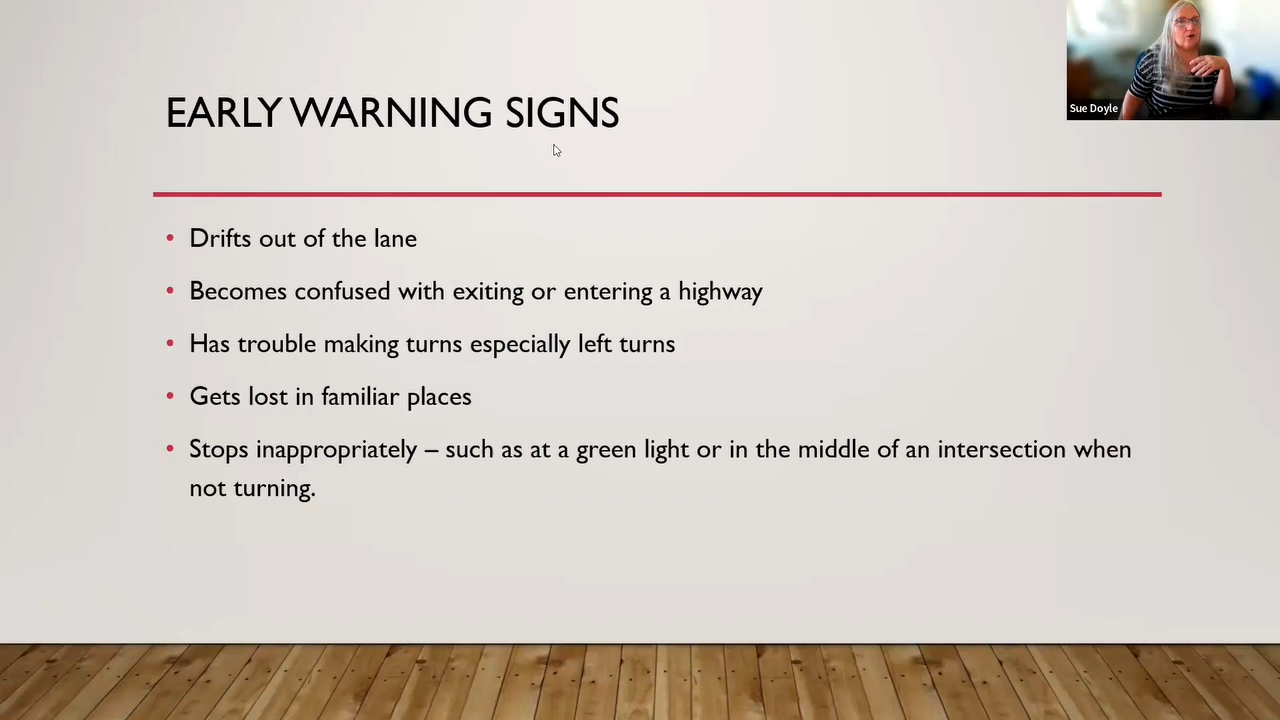 EARLY WARNING SIGNS
Sue Doyle
• Drifts out of the lane
• Becomes confused with exiting or entering a highway
• Has trouble making turns especially left turns
• Gets lost in familiar places
• Stops inappropriately – such as at a green light or in the middle of an intersection when
not turning.